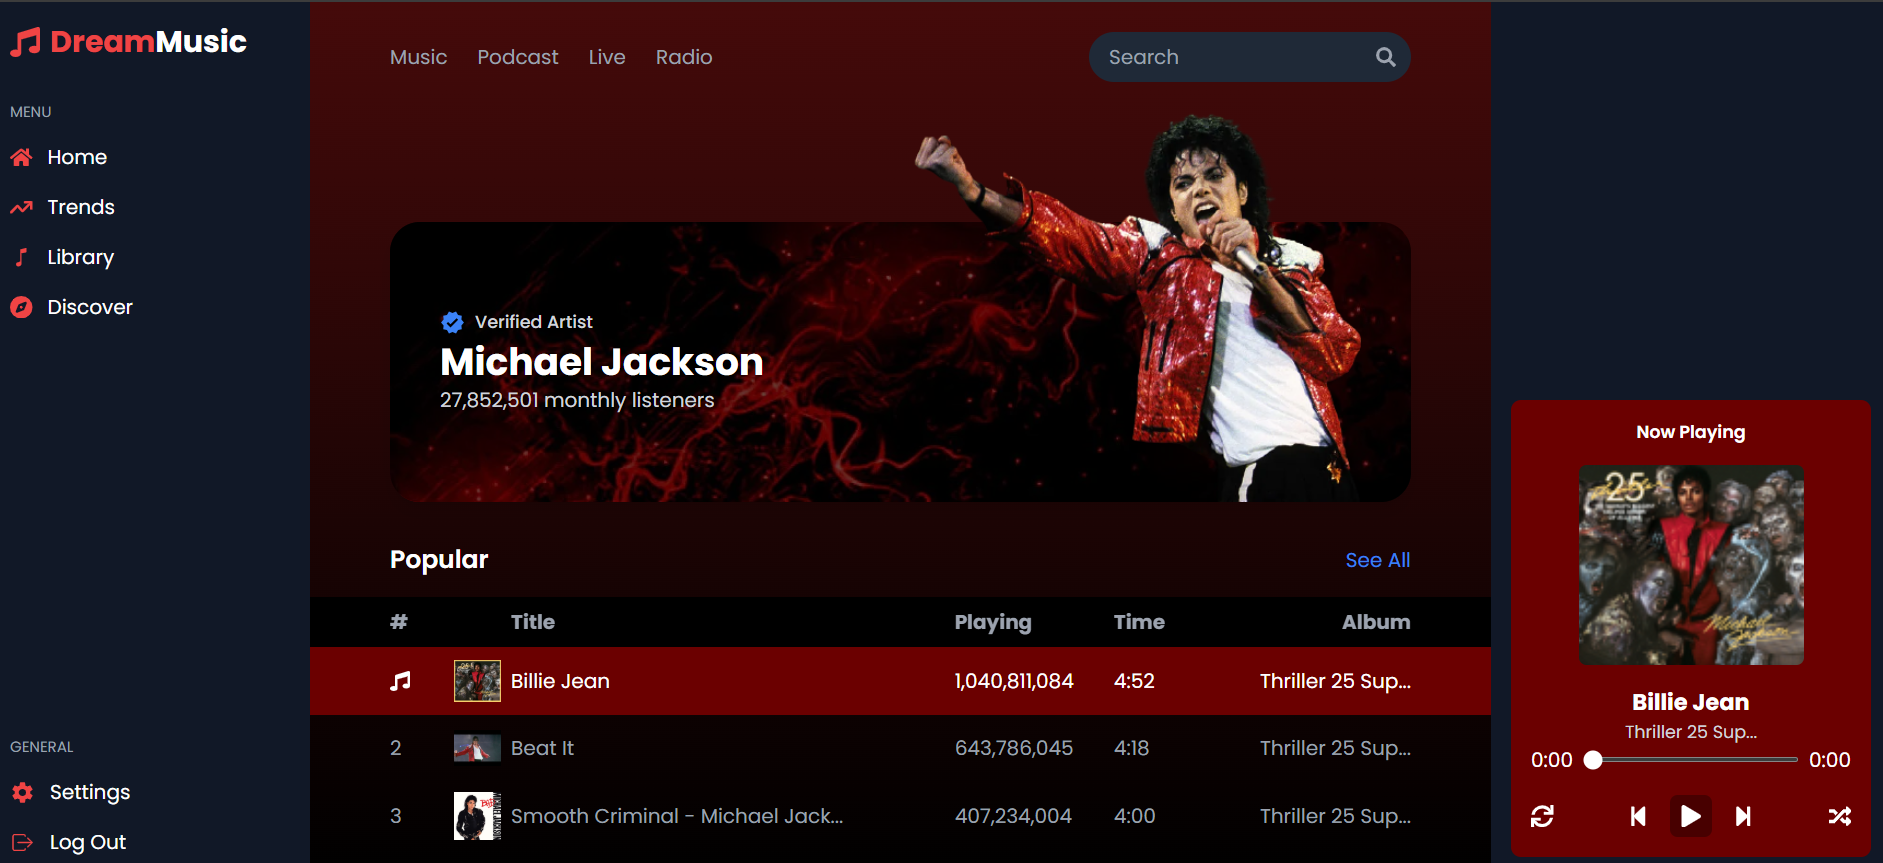 DreamMusic
MENU
Home
Trends
Library
Discover
GENERAL
Settings
Log Out
Music Podcast Live Radio
Search
Verified Artist
Michael Jackson
27,852,501 monthly listeners
Popular
See All
# Title Playing Time Album
Billie Jean 1,040,811,084 4:52 Thriller 25 Sup...
2 Beat It 643,786,045 4:18 Thriller 25 Sup...
3 Smooth Criminal - Michael Jack... 407,234,004 4:00 Thriller 25 Sup...
Now Playing
25
Michael
Jackson
Billie Jean
Thriller 25 Sup...
0:00 0:00